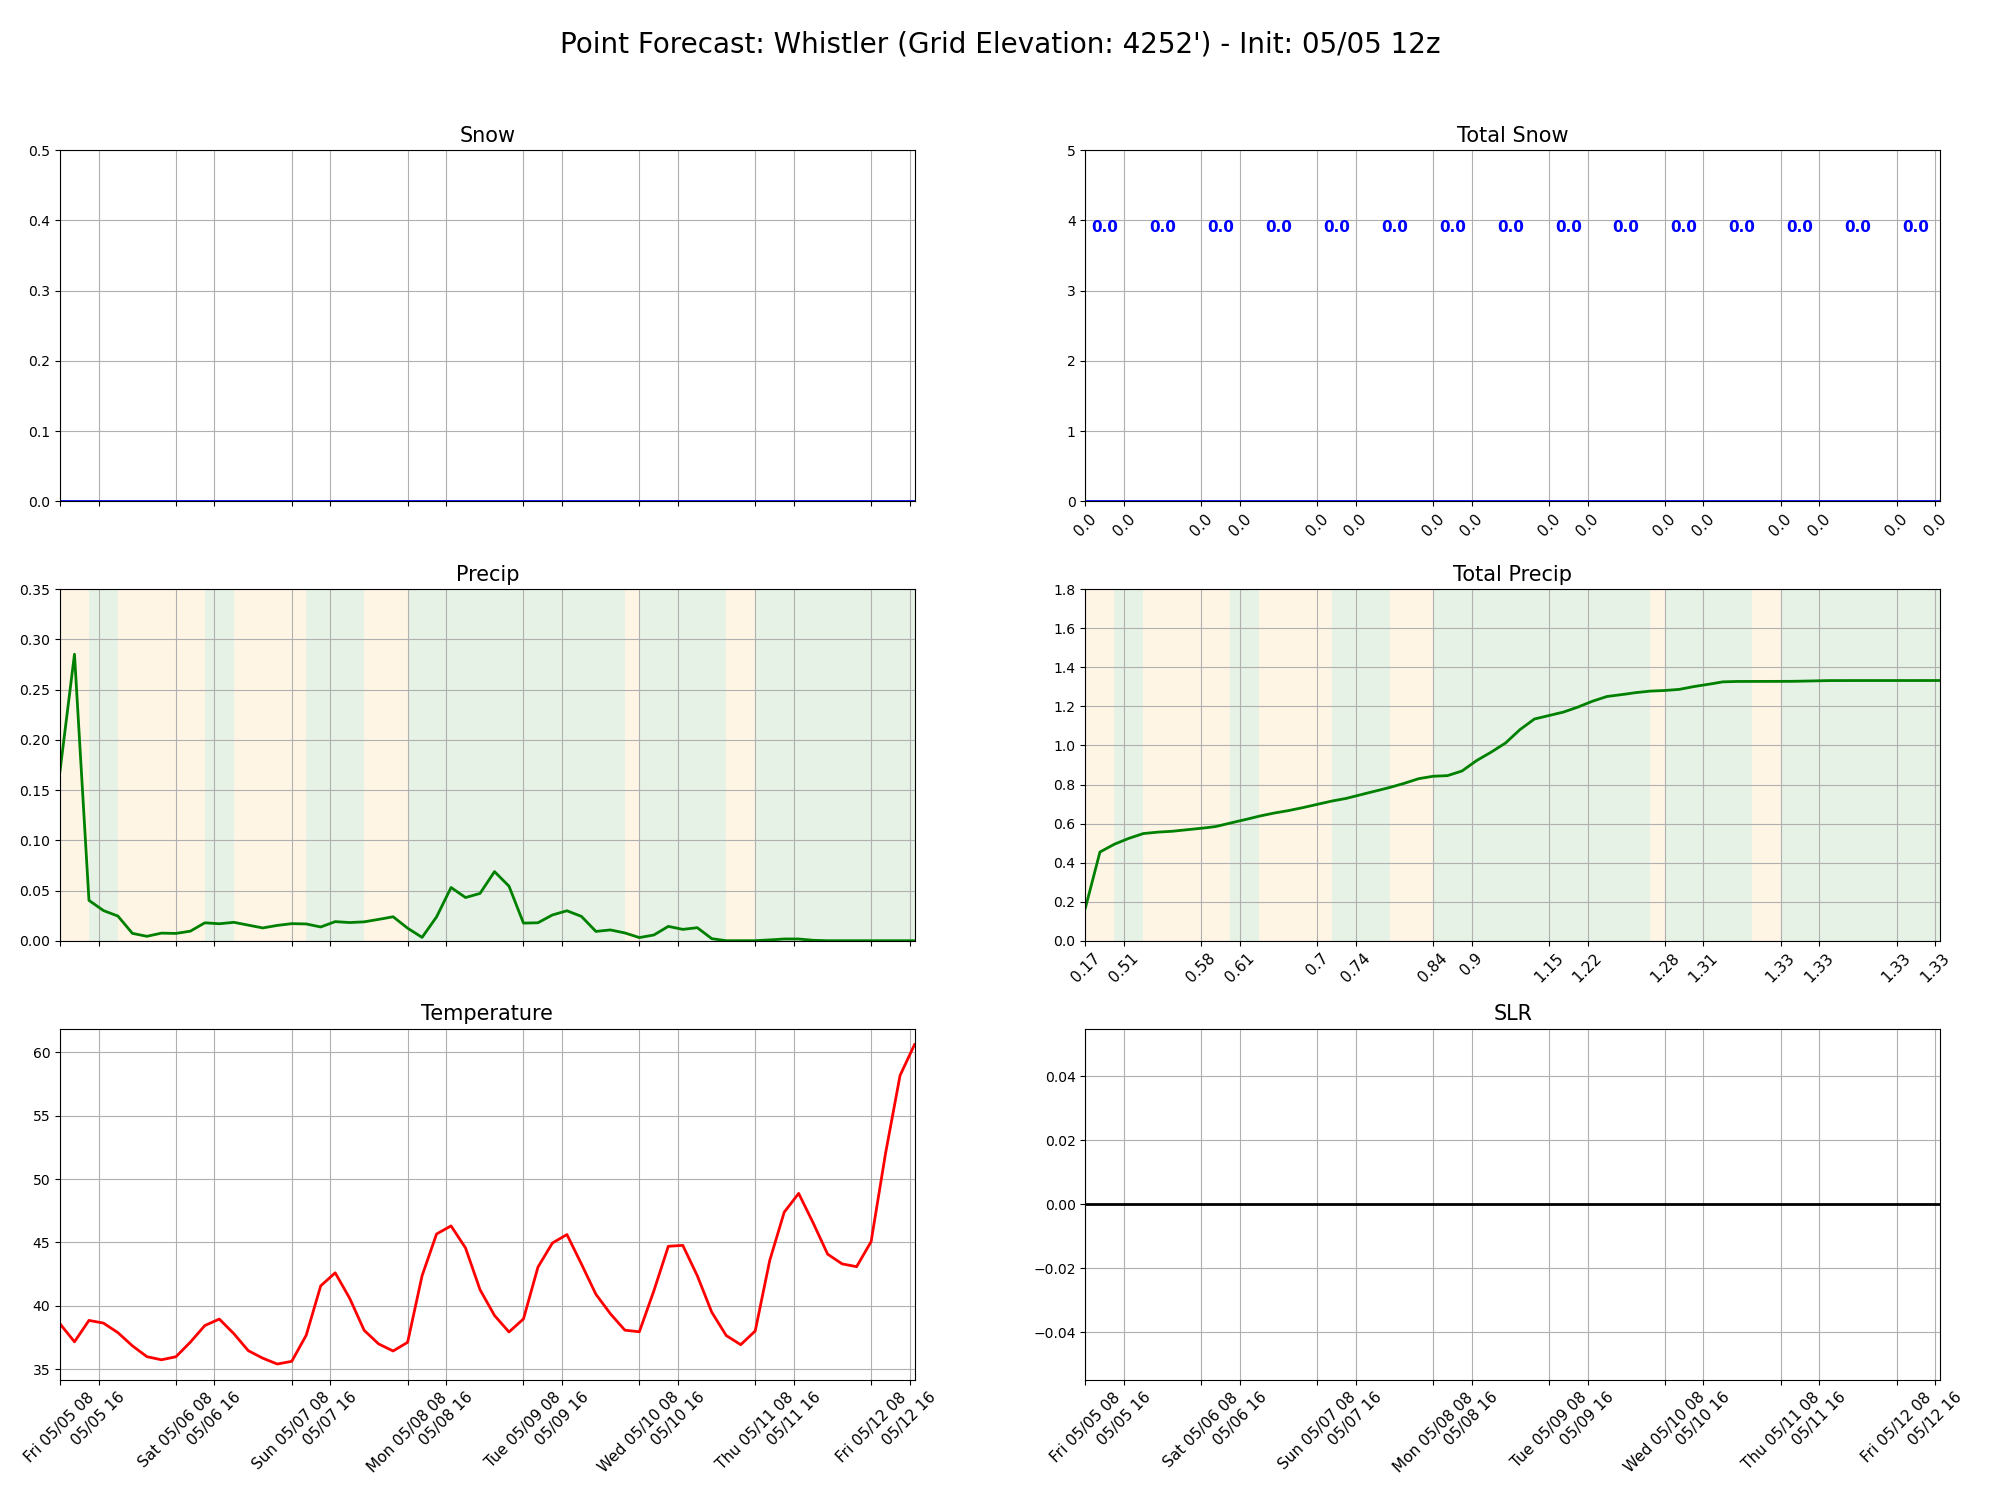 Point Forecast: Whistler (Grid Elevation: 4252') - Init: 05/05 12z
Snow
0.5
0.4
0.3
0.2
0.1
0.0
Total Snow
5
4
3
2
1
0
0.0 0.0 0.0 0.0 0.0 0.0 0.0 0.0 0.0 0.0 0.0 0.0 0.0 0.0 0.0
0.0 0.0 0.0 0.0 0.0 0.0 0.0 0.0 0.0 0.0 0.0 0.0 0.0 0.0 0.0 0.0
Precip
0.35
0.30
0.25
0.20
0.15
0.10
0.05
0.00
Total Precip
1.8
1.6
1.4
1.2
1.0
0.8
0.6
0.4
0.2
0.0
0.17 0.51 0.58 0.61 0.7 0.74 0.84 0.9 1.15 1.22 1.28 1.31 1.33 1.33 1.33 1.33
Temperature
60
55
50
45
40
35
Fri 05/05 08
05/05 16
Sat 05/06 08
05/06 16
Sun 05/07 08
05/07 16
Mon 05/08 08
05/08 16
Tue 05/09 08
05/09 16
Wed 05/10 08
05/10 16
Thu 05/11 08
05/11 16
Fri 05/12 08
05/12 16
SLR
0.04
0.02
0.00
−0.02
−0.04
Fri 05/05 08
05/05 16
Sat 05/06 08
05/06 16
Sun 05/07 08
05/07 16
Mon 05/08 08
05/08 16
Tue 05/09 08
05/09 16
Wed 05/10 08
05/10 16
Thu 05/11 08
05/11 16
Fri 05/12 08
05/12 16